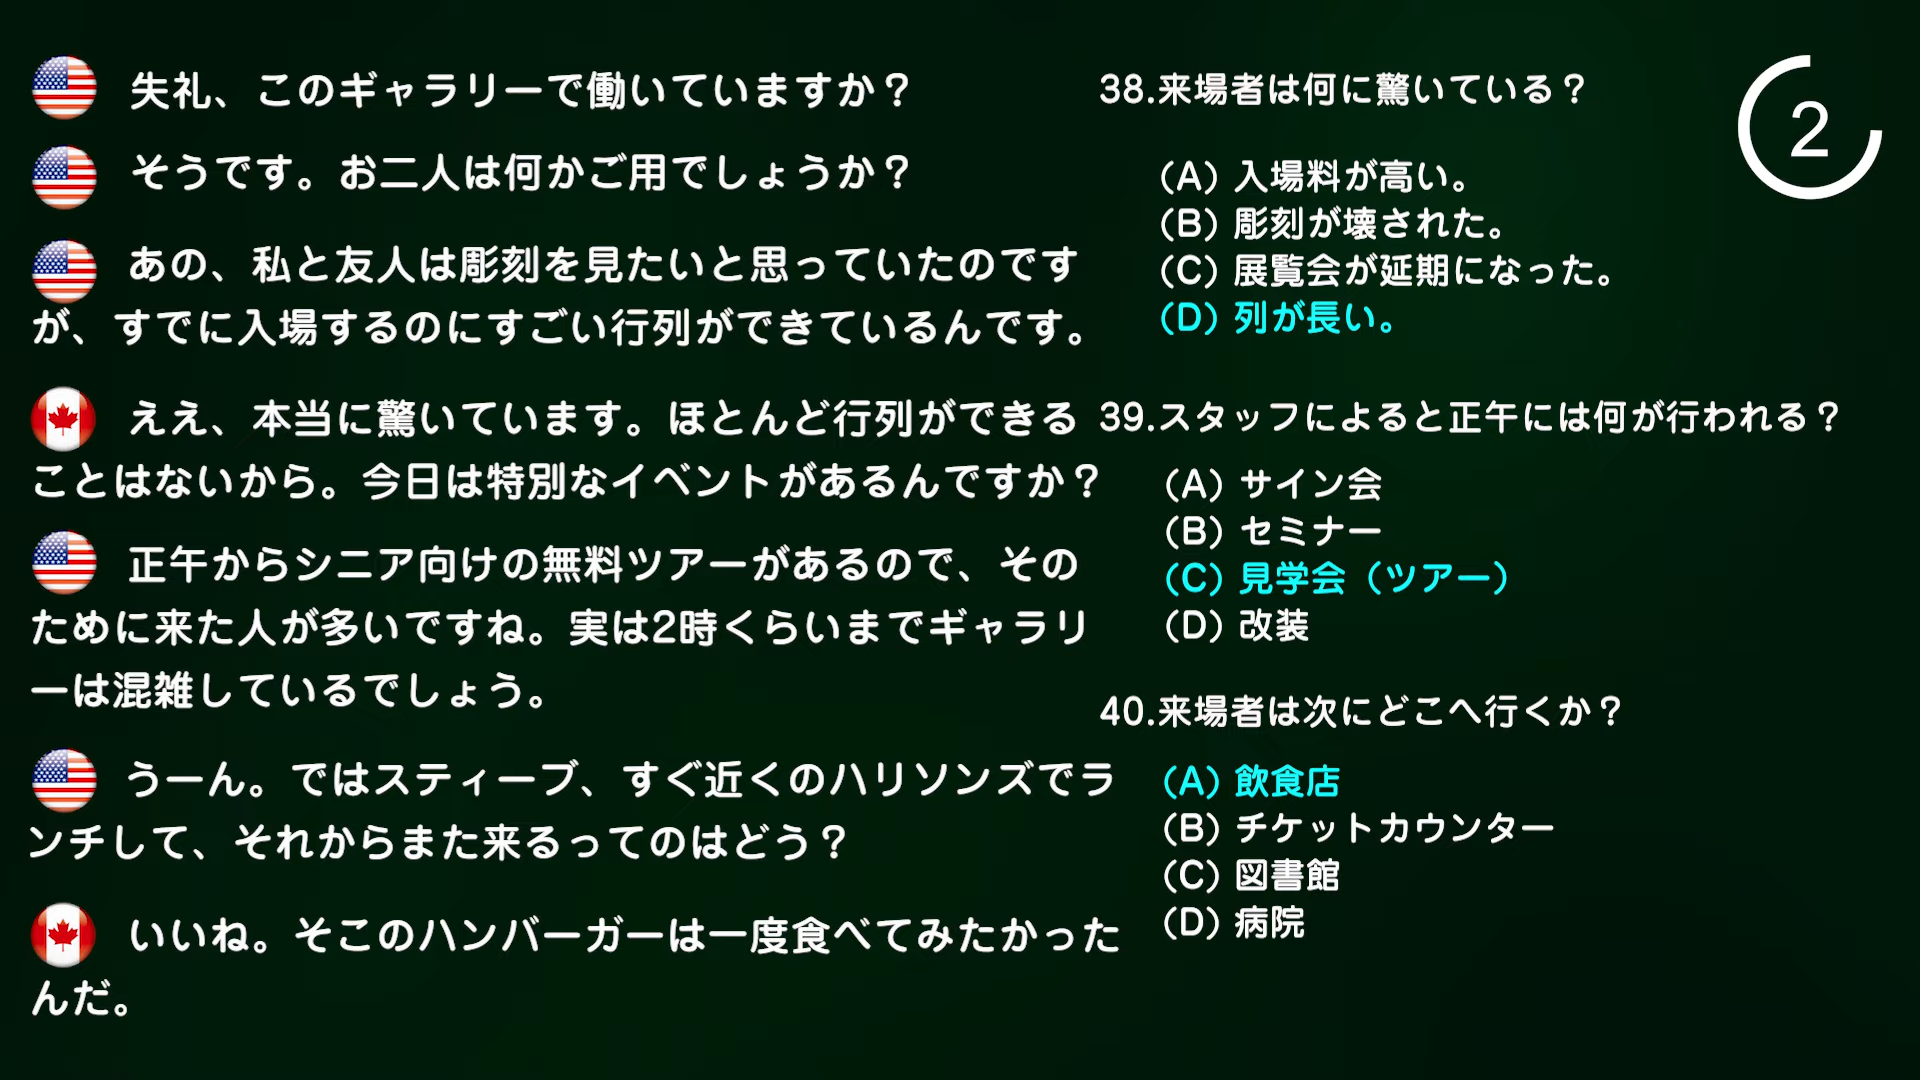 失礼、このギャラリーで働いていますか？
そうです。お二人は何かご用でしょうか？
あの、私と友人は彫刻を見たいと思っていたのです
が、すでに入場するのにすごい行列ができているんです。
ええ、本当に驚いています。ほとんど行列ができる
ことはないから。今日は特別なイベントがあるんですか？
正午からシニア向けの無料ツアーがあるので、その
ために来た人が多いですね。実は2時くらいまでギャラリ
ーは混雑しているでしょう。
うーん。ではスティーブ、すぐ近くのハリソンズでラ
ンチして、それからまた来るってのはどう？
いいね。そこのハンバーガーは一度食べてみたかった
んだ。
38.来場者は何に驚いている？
(A) 入場料が高い。
(B) 彫刻が壊された。
(C) 展覧会が延期になった。
(D) 列が長い。
39.スタッフによると正午には何が行われる？
(A) サイン会
(B) セミナー
(C) 見学会（ツアー）
(D) 改装
40.来場者は次にどこへ行くか？
(A) 飲食店
(B) チケットカウンター
(C) 図書館
(D) 病院
2